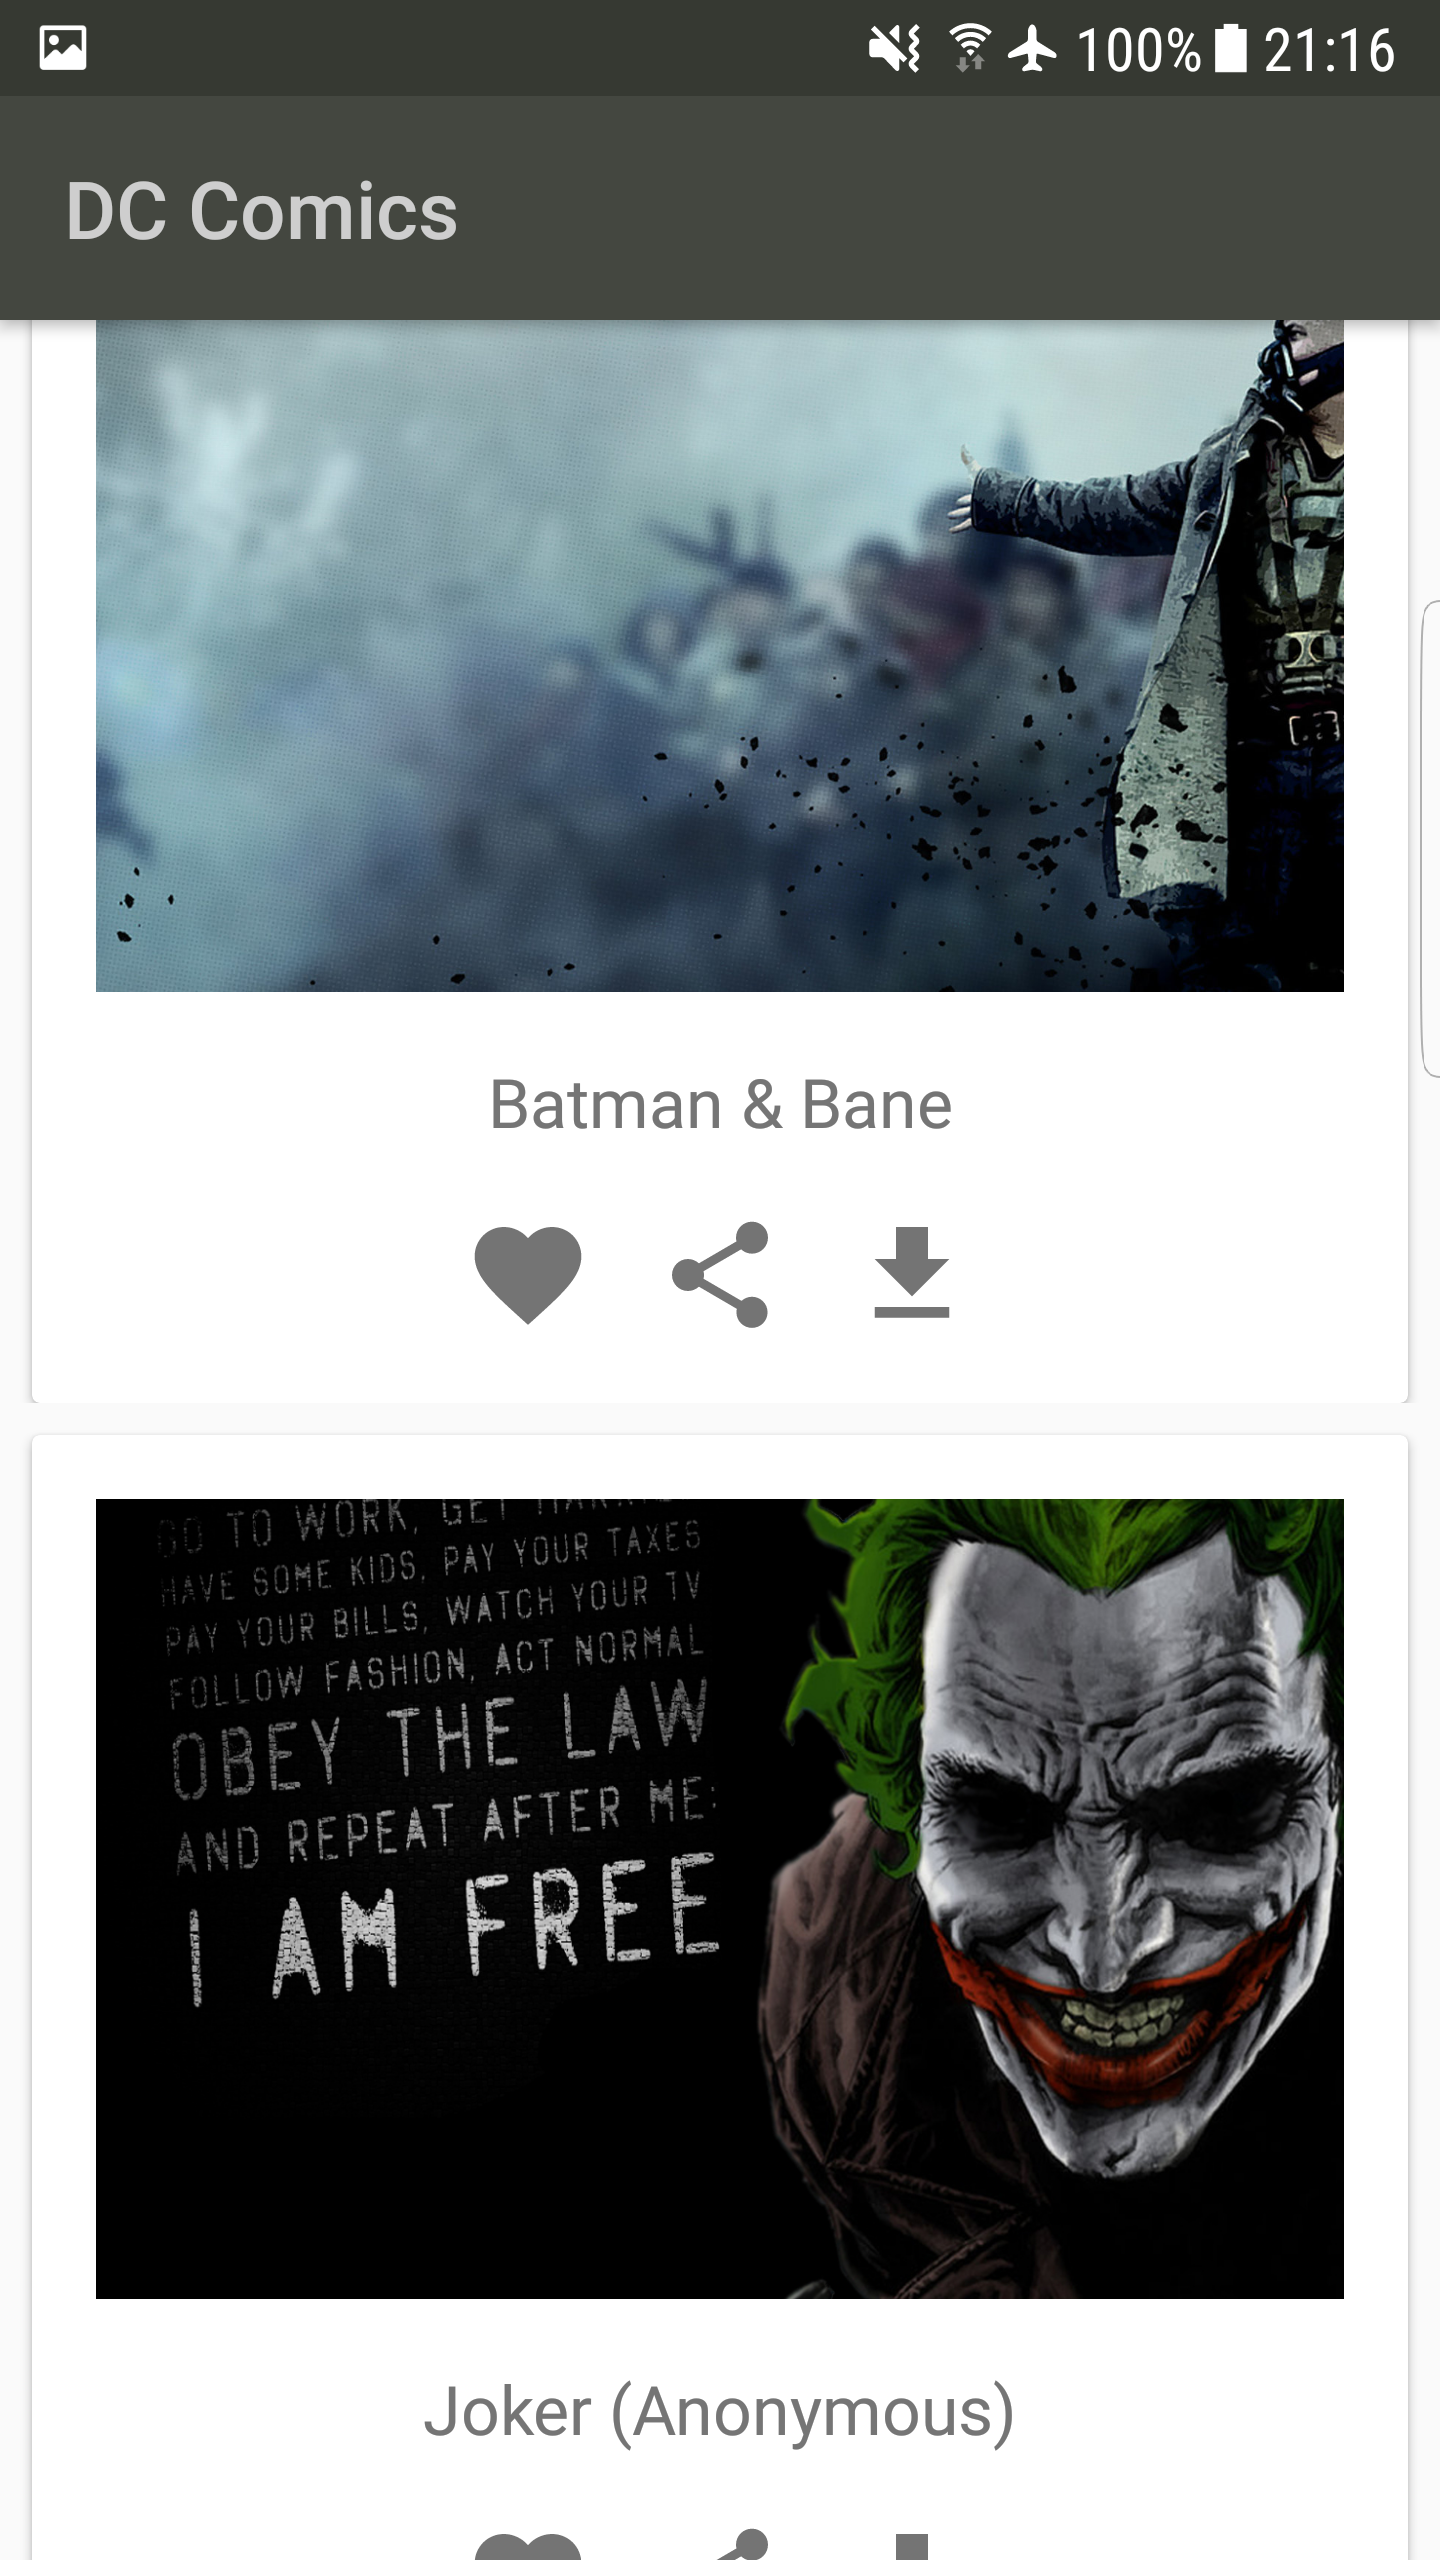 100% 21:16
DC Comics
Batman & Bane
GO TO WORK, GET
HAVE SOME KIDS, PAY YOUR TAXES
PAY YOUR BILLS, WATCH YOUR TV
FOLLOW FASHION, ACT NORMAL
OBEY THE LAW
AND REPEAT AFTER ME:
I AM FREE
Joker (Anonymous)